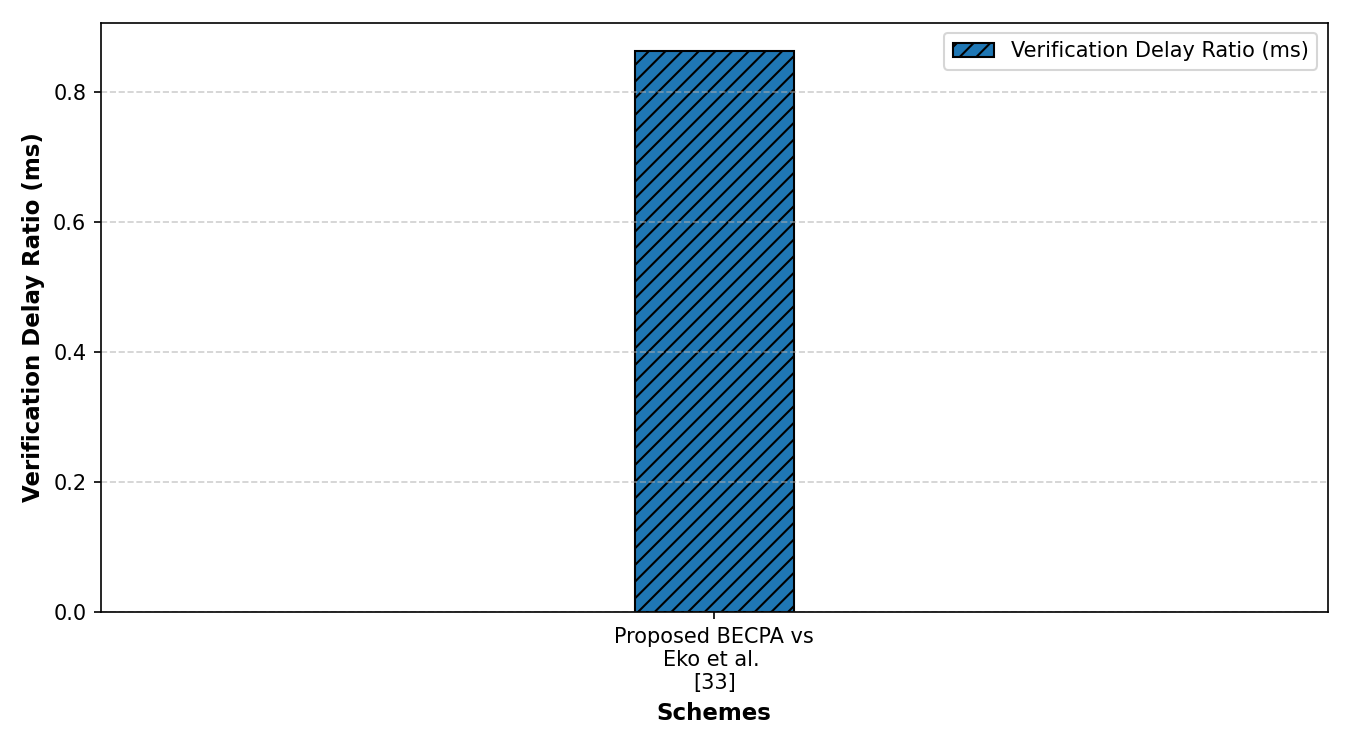 Verification Delay Ratio (ms)
Verification Delay Ratio (ms)
0.8
0.6
0.4
0.2
0.0
Proposed BECPA vs
Eko et al.
[33]
Schemes